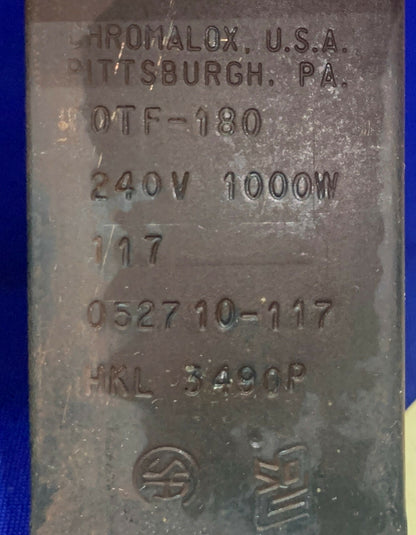 CHROMALOX, U.S.A.
PITTSBURGH, PA.
OTF-180
240V 1000W
117
052710-117
HKL 3490P